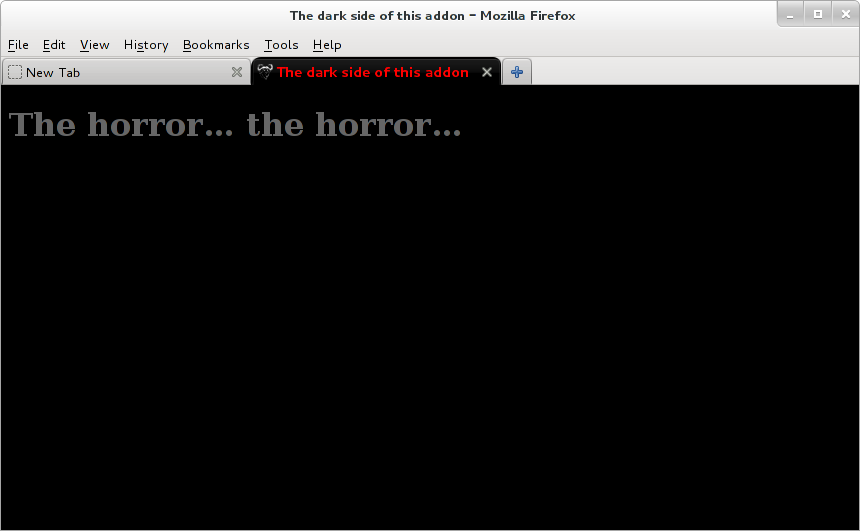 The dark side of this addon – Mozilla Firefox
File Edit View History Bookmarks Tools Help
New Tab The dark side of this addon
The horror... the horror...